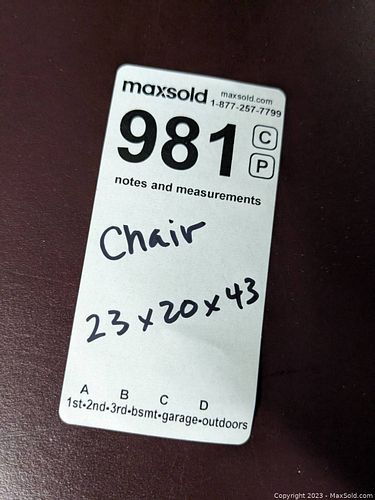 maxsold maxsold.com
1-877-257-7799
981 C
P
notes and measurements
Chair
23 x 20 x 43
A B C D
1st•2nd•3rd•bsmt•garage•outdoors
Copyright 2023 - MaxSold.com